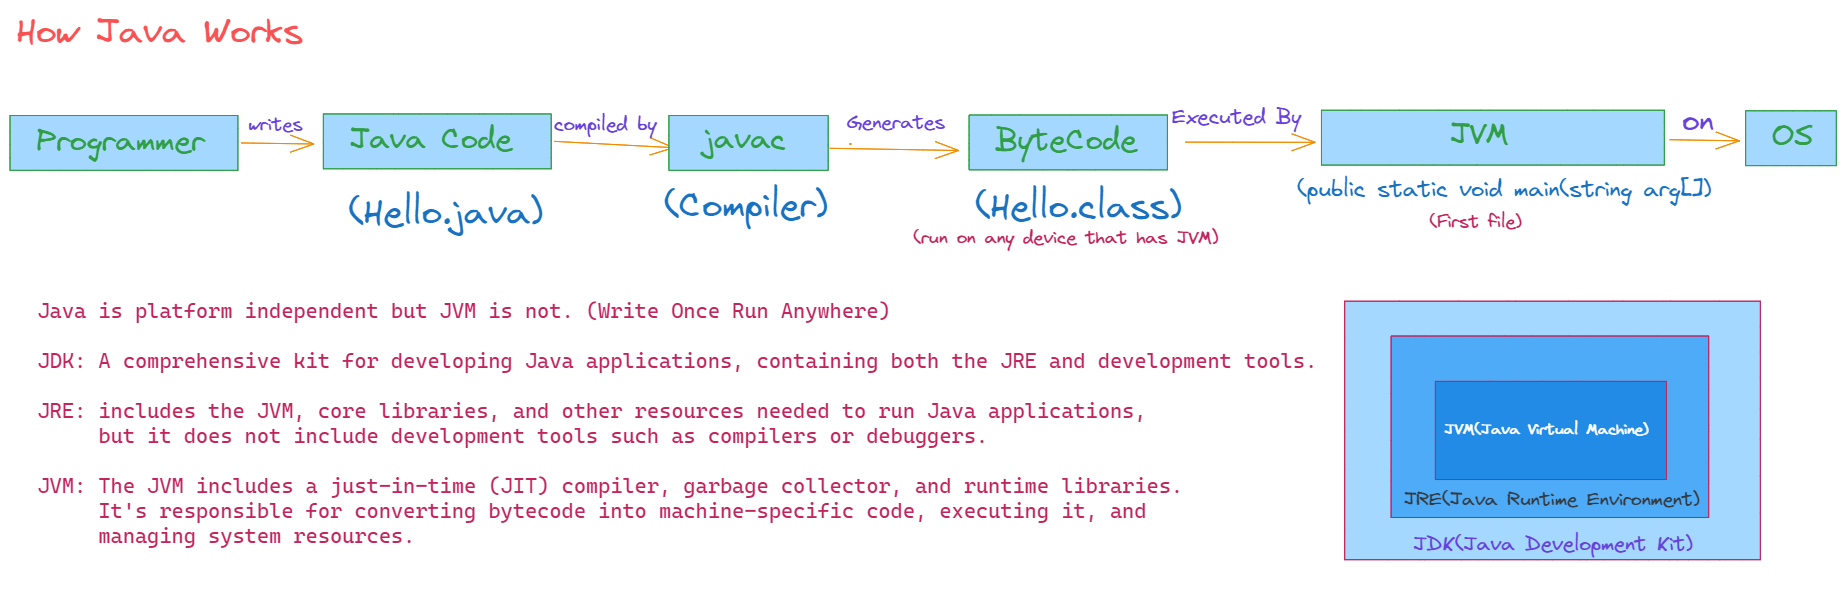 How Java Works
Programmer
writes
Java Code
compiled by
javac
Generates
ByteCode
Executed By
JVM
on
OS
(Hello.java)
(Compiler)
(Hello.class)
(run on any device that has JVM)
(public static void main(string arg[])
(First file)
Java is platform independent but JVM is not. (Write Once Run Anywhere)
JDK: A comprehensive kit for developing Java applications, containing both the JRE and development tools.
JRE: includes the JVM, core libraries, and other resources needed to run Java applications,
but it does not include development tools such as compilers or debuggers.
JVM: The JVM includes a just-in-time (JIT) compiler, garbage collector, and runtime libraries.
It's responsible for converting bytecode into machine-specific code, executing it, and
managing system resources.
JVM(Java Virtual Machine)
JRE(Java Runtime Environment)
JDK(Java Development Kit)